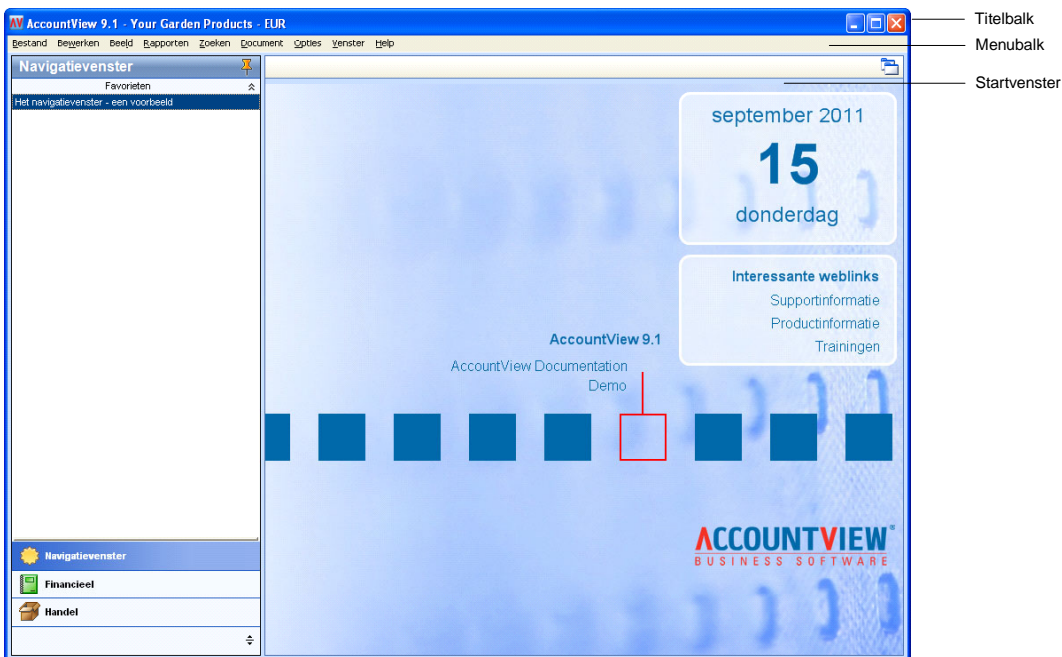 AccountView 9.1 - Your Garden Products - EUR
Titelbalk
Bestand Bewerken Beeld Rapporten Zoeken Document Opties Venster Help
Menubalk
Navigatievenster
Startvenster
Favorieten
Het navigatievenster - een voorbeeld
september 2011
15
donderdag
Interessante weblinks
Supportinformatie
Productinformatie
Trainingen
AccountView 9.1
AccountView Documentation
Demo
Navigatievenster
Financieel
Handel
ACCOUNTVIEW®
BUSINESS SOFTWARE